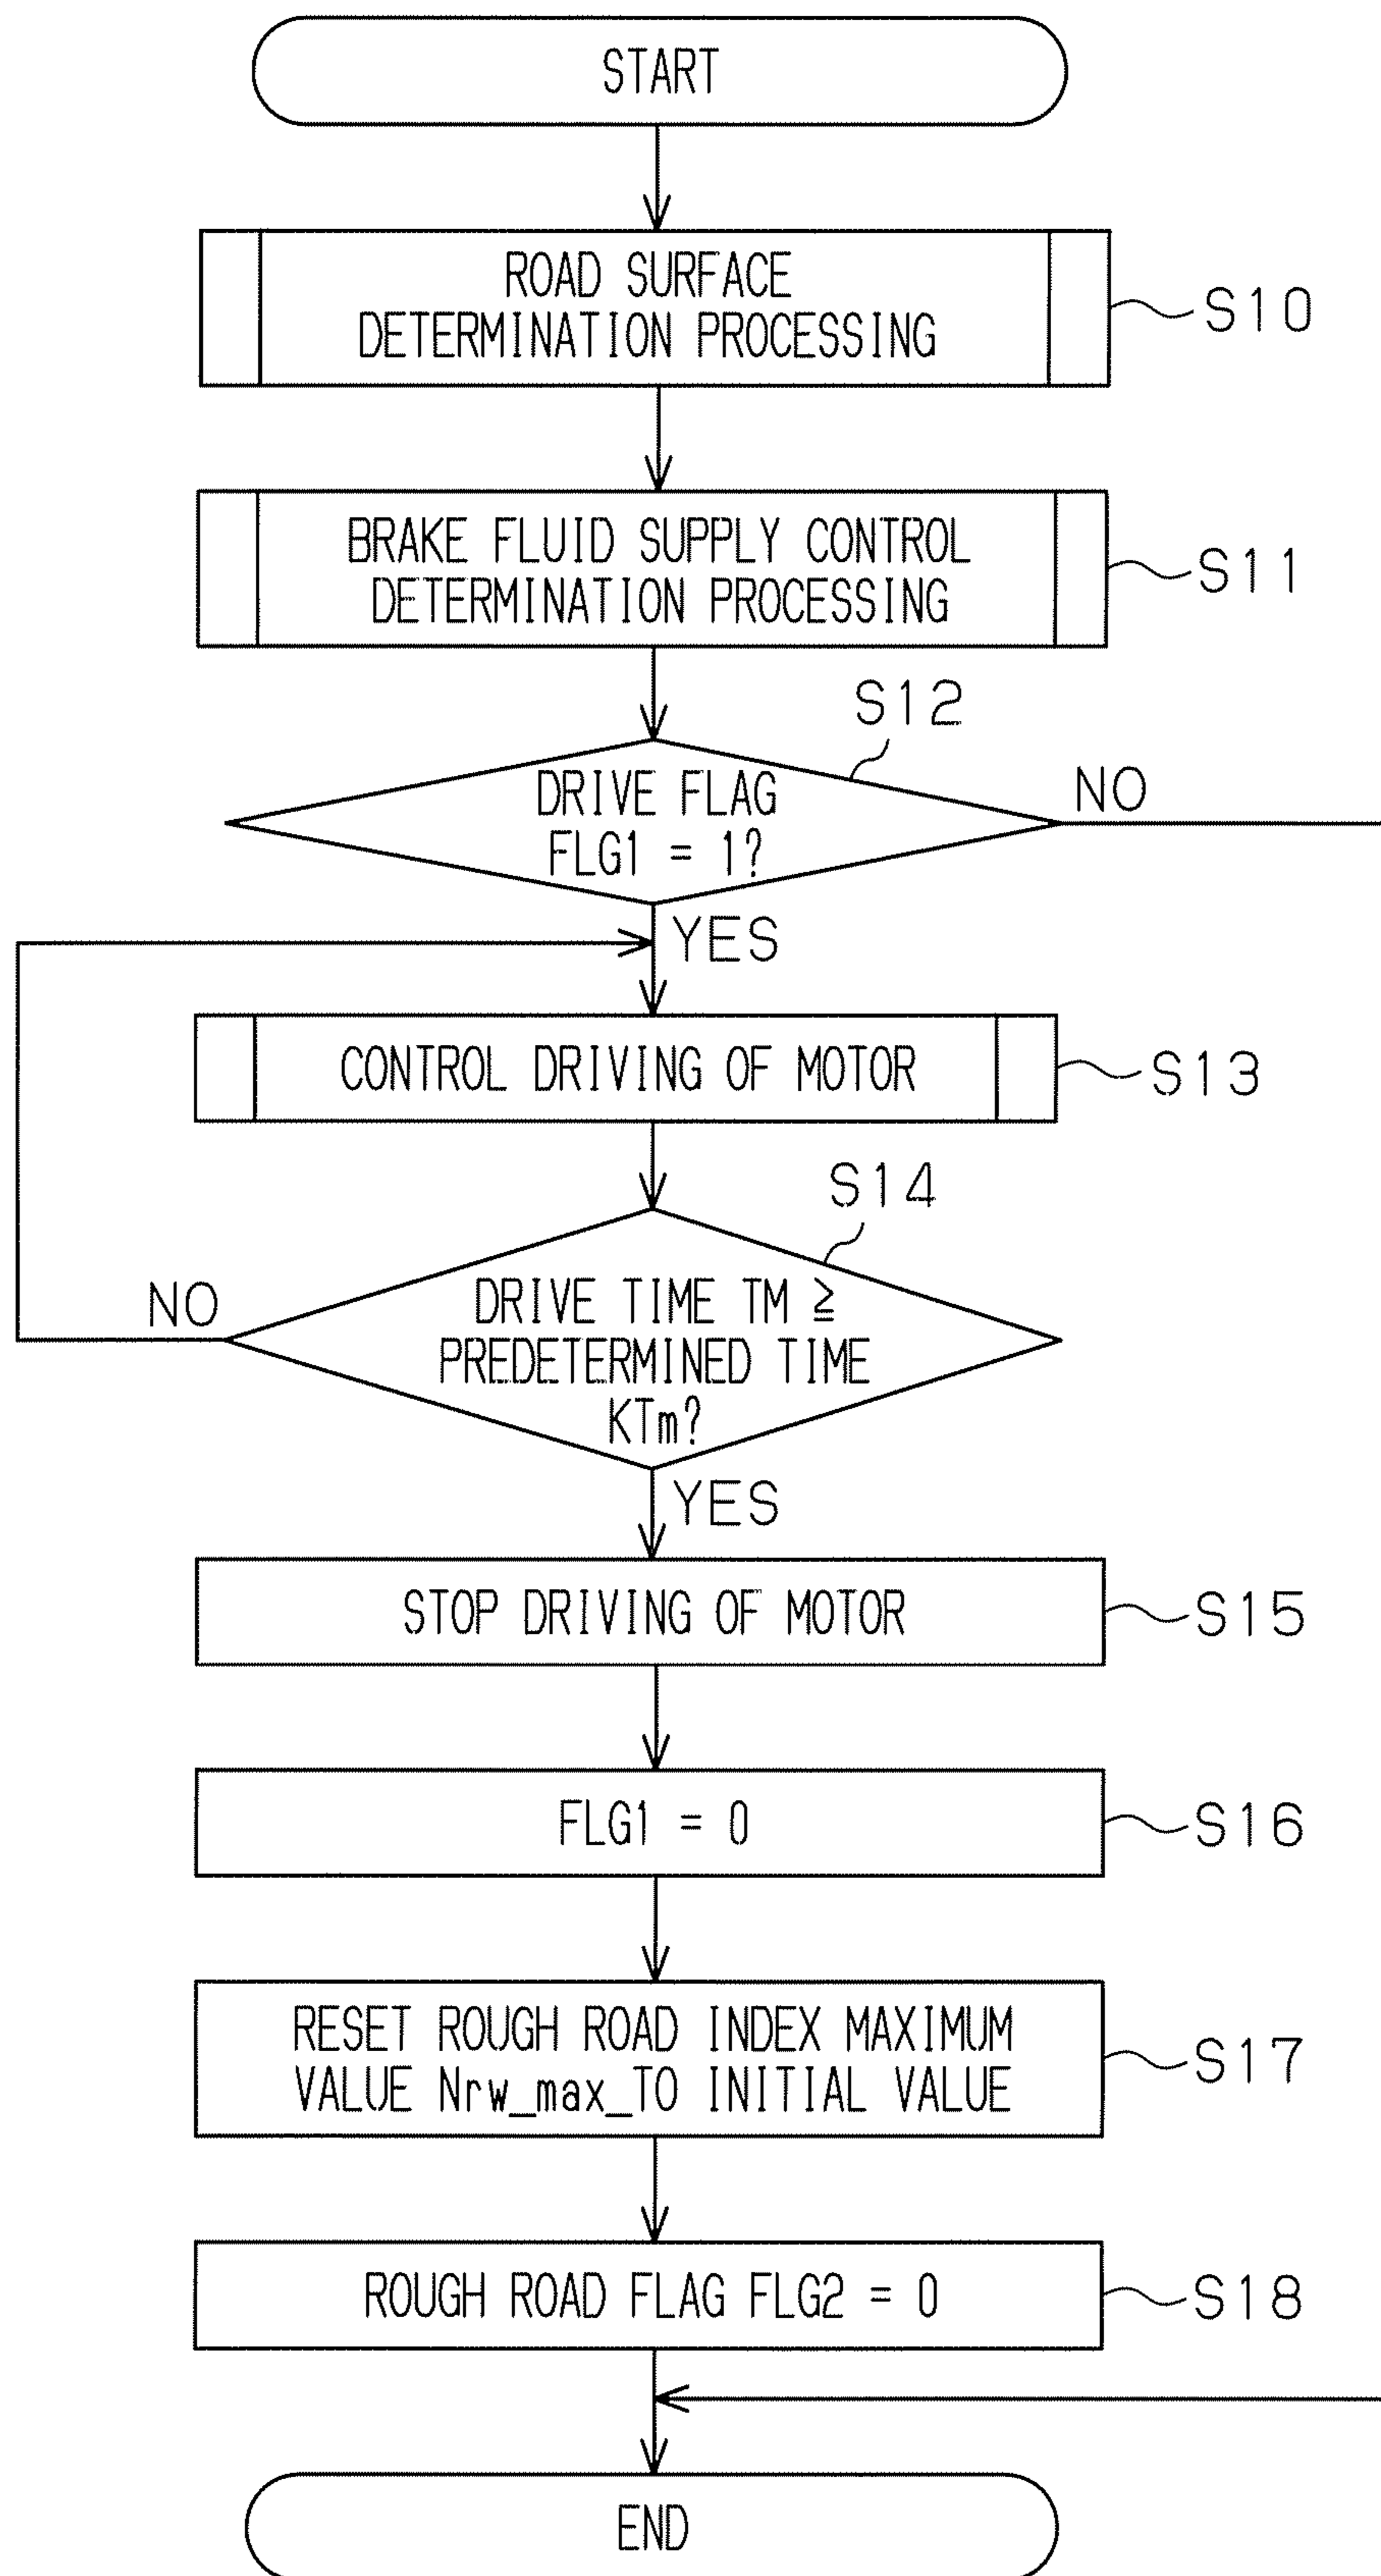 START
ROAD SURFACE
DETERMINATION PROCESSING
S10
BRAKE FLUID SUPPLY CONTROL
DETERMINATION PROCESSING
S11
S12
DRIVE FLAG
FLG1 = 1?
NO
YES
CONTROL DRIVING OF MOTOR
S13
S14
DRIVE TIME TM ≧
PREDETERMINED TIME
KTm?
NO
YES
STOP DRIVING OF MOTOR
S15
FLG1 = 0
S16
RESET ROUGH ROAD INDEX MAXIMUM
VALUE Nrw_max_TO INITIAL VALUE
S17
ROUGH ROAD FLAG FLG2 = 0
S18
END